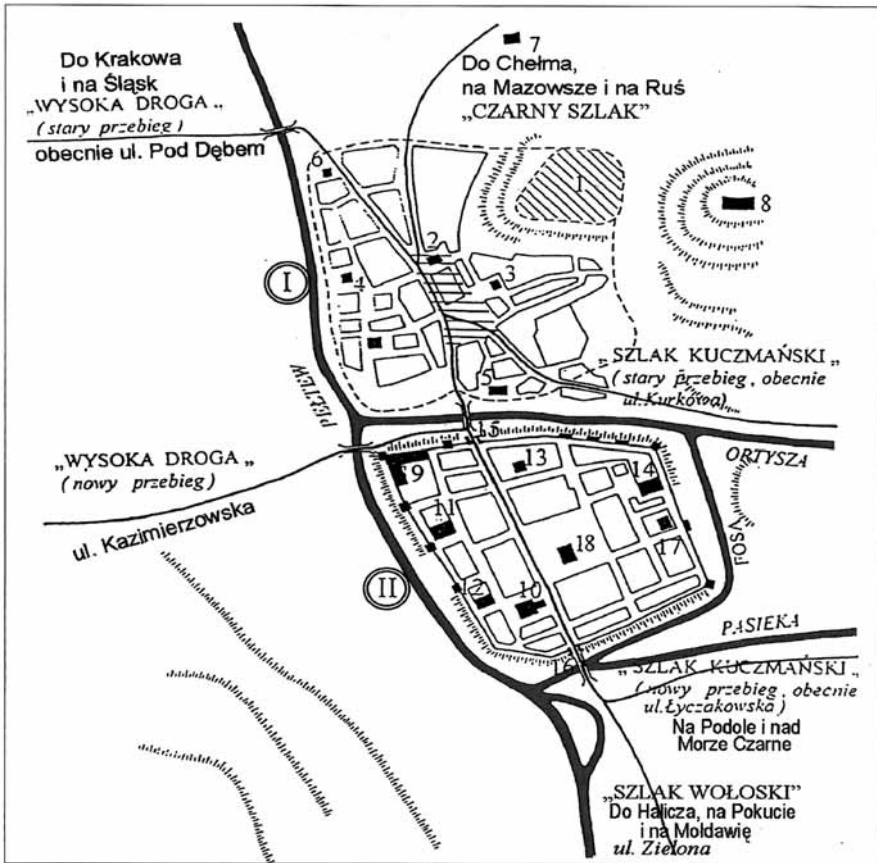 7
Do Krakowa
i na Śląsk
„WYSOKA DROGA„
(stary przebieg)
obecnie ul. Pod Dębem
Do Chełma,
na Mazowsze i na Ruś
„CZARNY SZLAK”
6
1
8
2
3
I
4
„SZLAK KUCZMAŃSKI„
(stary przebieg, obecnie
ul.Kurkowa)
5
PEŁTEW
15
„WYSOKA DROGA„
(nowy przebieg)
ul. Kazimierzowska
ORTYSZA
9
13
14
11
FOSA
18
17
II
12
10
PASIEKA
16
„SZLAK KUCZMAŃSKI„
(nowy przebieg, obecnie
ul.Łyczakowska)
Na Podole i nad
Morze Czarne
„SZLAK WOŁOSKI”
Do Halicza, na Pokucie
i na Mołdawię
ul. Zielona